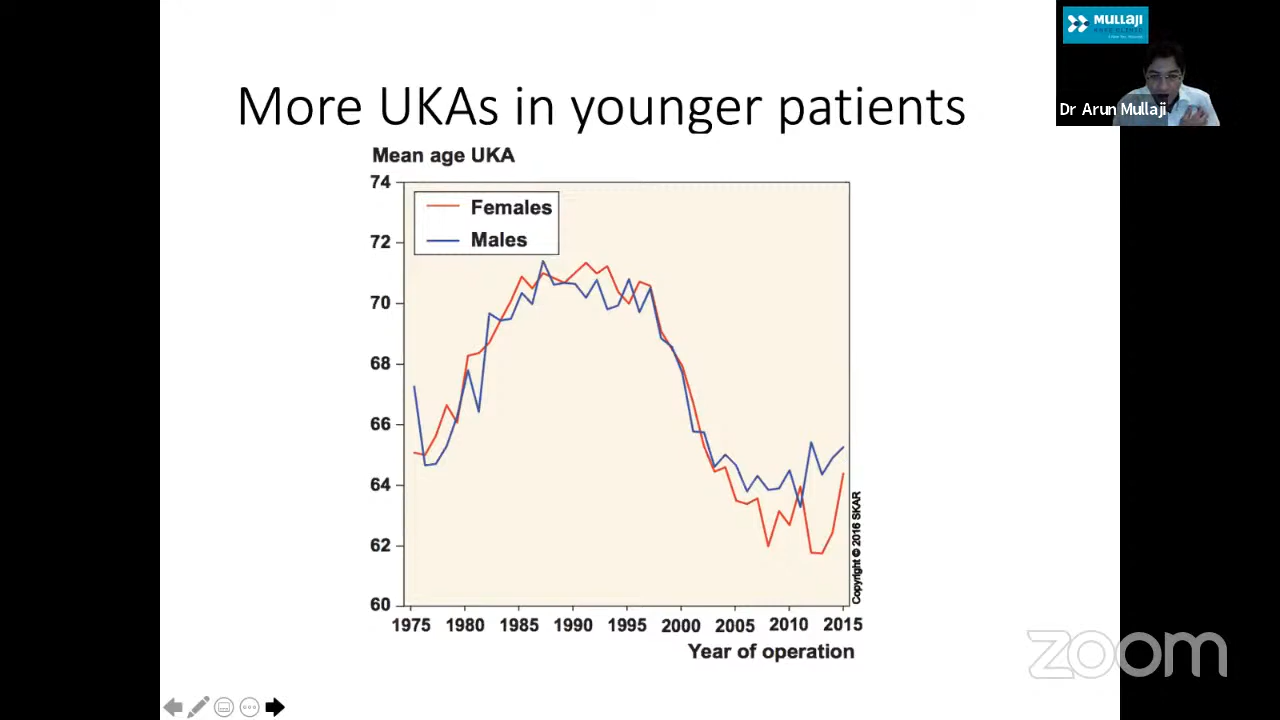 MULLAJI
Dr Arun Mullaji
More UKAs in younger patients
Mean age UKA
74
Females
Males
72
70
68
66
64
62
60
1975 1980 1985 1990 1995 2000 2005 2010 2015
Year of operation
Copyright © 2016 SKAR
zoom